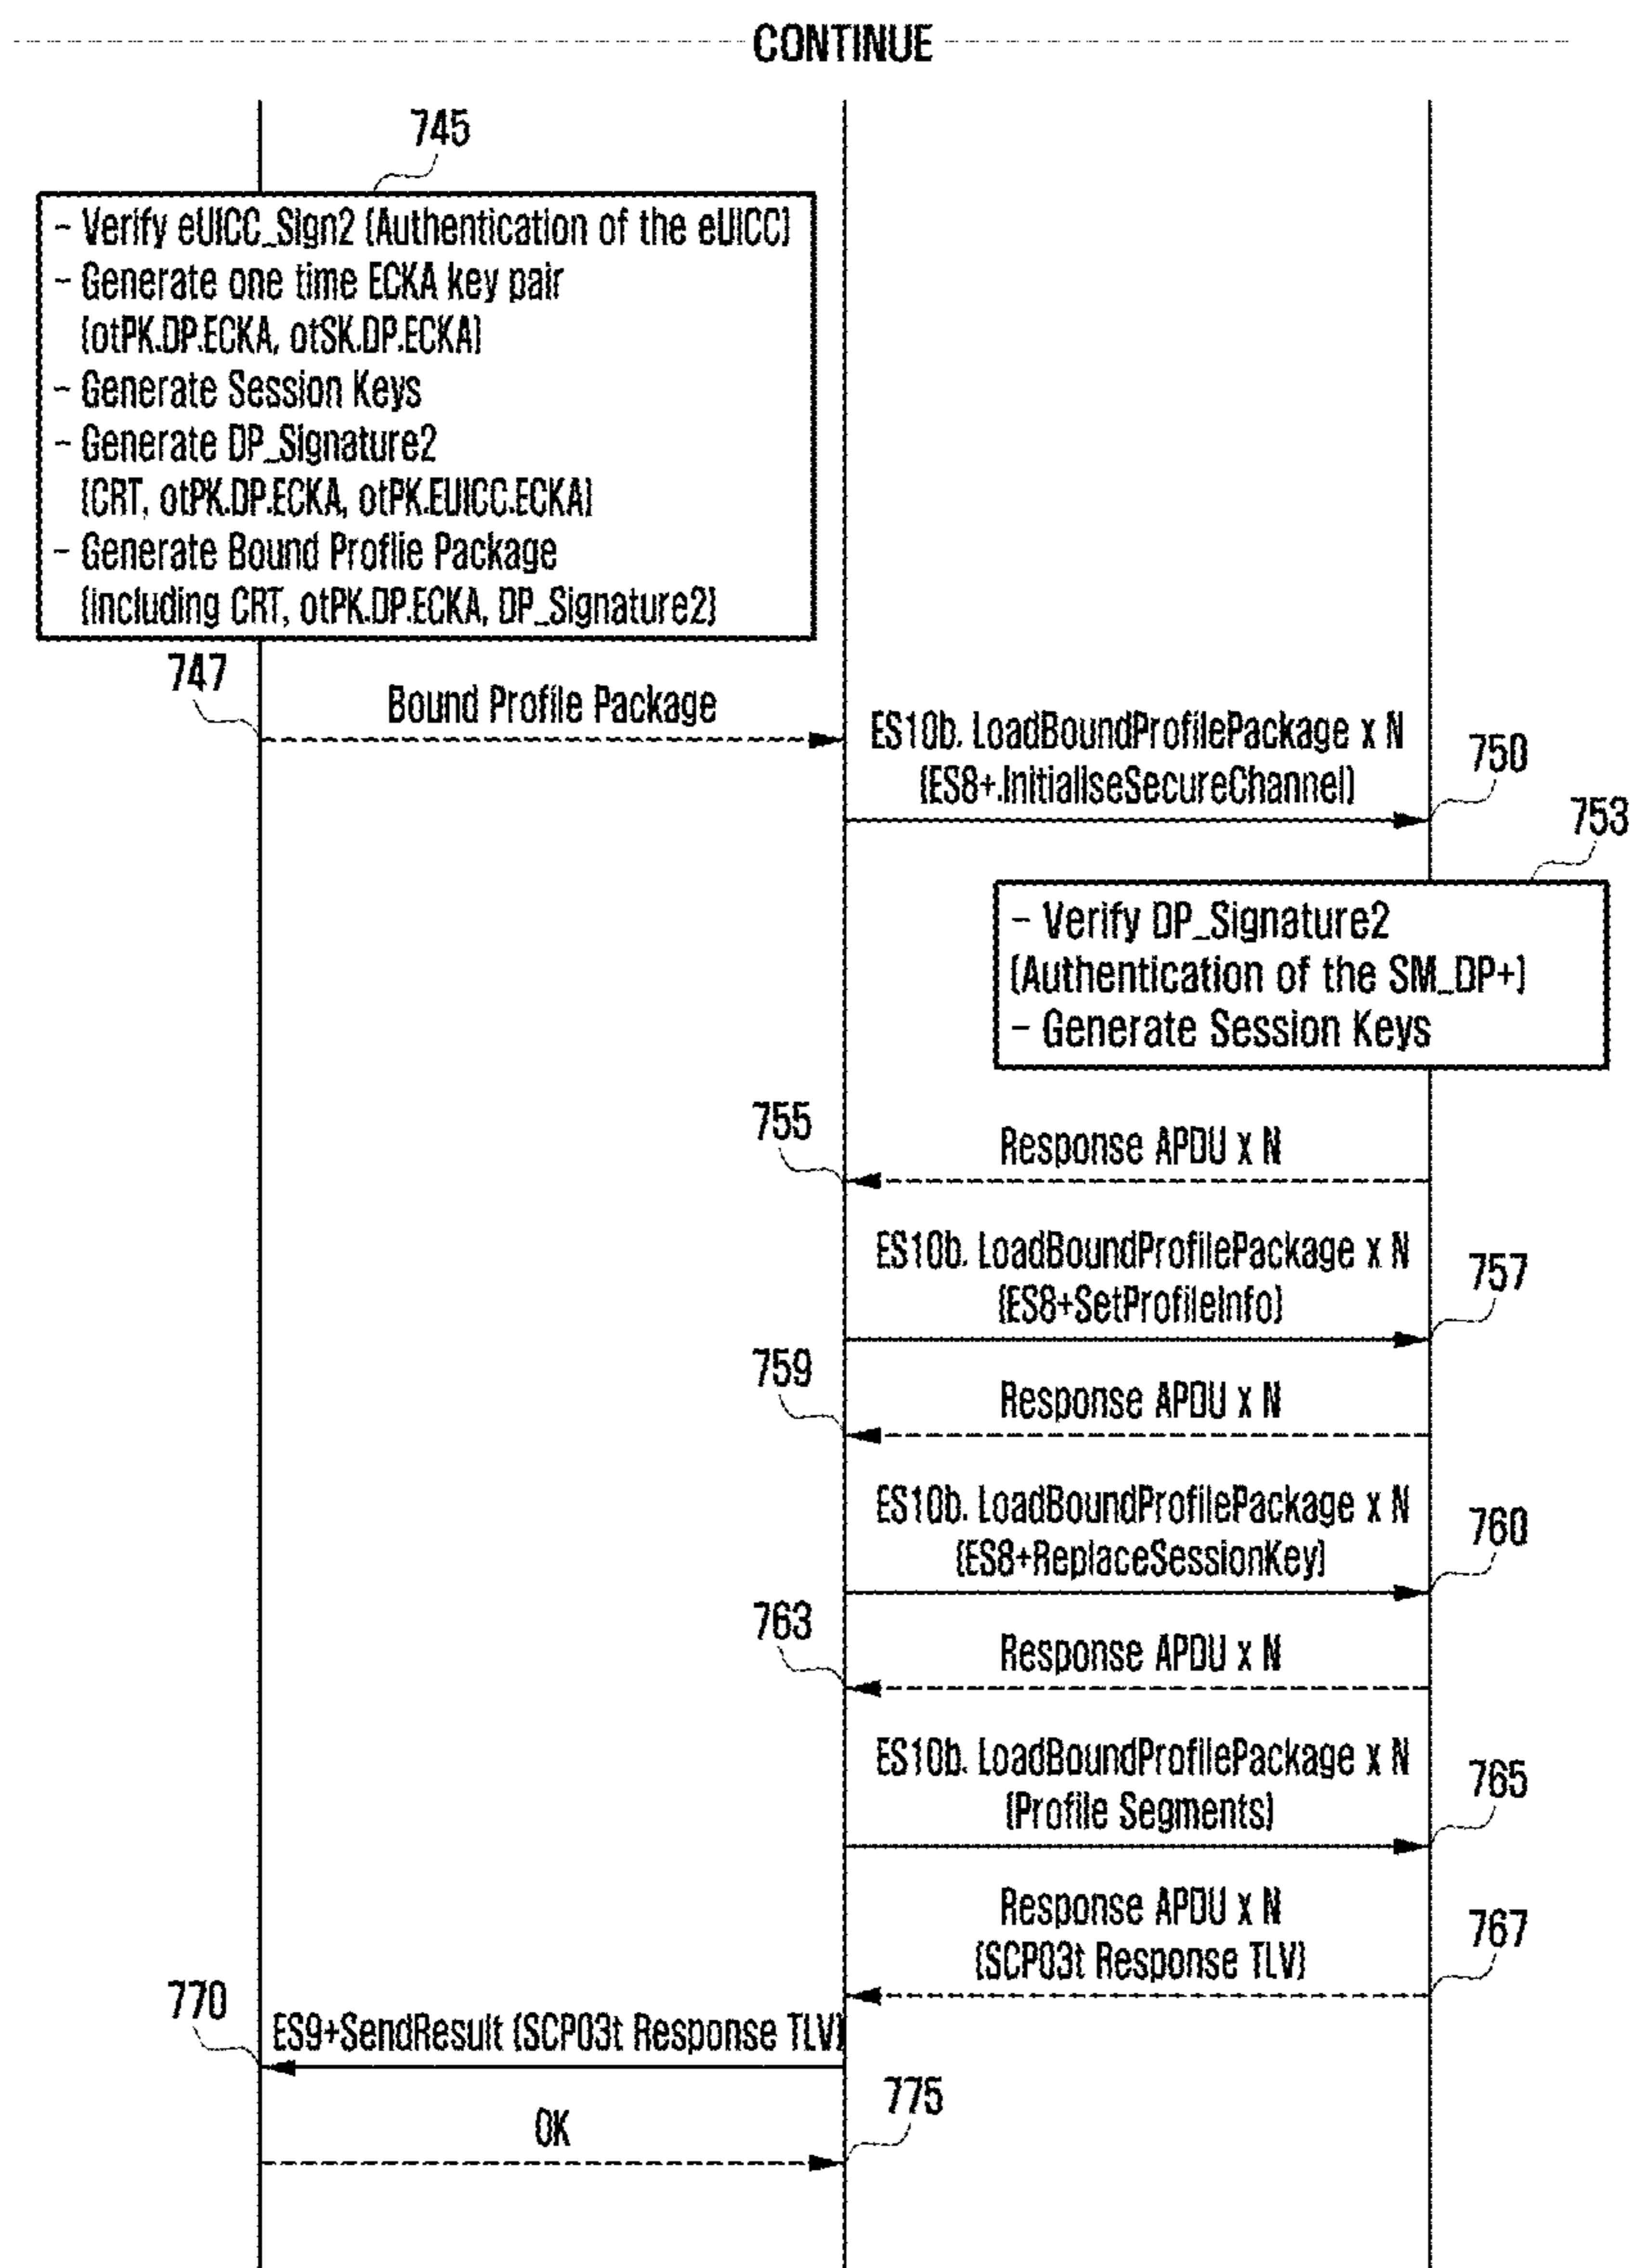 CONTINUE
745
- Verify eUICC_Sign2 (Authentication of the eUICC)
- Generate one time ECKA key pair
(otPK.DP.ECKA, otSK.DP.ECKA)
- Generate Session Keys
- Generate DP_Signature2
(CRT, otPK.DP.ECKA, otPK.EUICC.ECKA)
- Generate Bound Proflie Package
(including CRT, otPK.DP.ECKA, DP_Signature2)
747
Bound Profile Package
ES10b. LoadBoundProfilePackage x N
(ES8+.InitialiseSecureChannel)
750
753
- Verify DP_Signature2
(Authentication of the SM_DP+)
- Generate Session Keys
755
Response APDU x N
ES10b. LoadBoundProfilePackage x N
(ES8+SetProfileInfo)
757
759
Response APDU x N
ES10b. LoadBoundProfilePackage x N
(ES8+ReplaceSessionKey)
760
763
Response APDU x N
ES10b. LoadBoundProfilePackage x N
(Profile Segments)
765
Response APDU x N
(SCP03t Response TLV)
767
770
ES9+SendResult (SCP03t Response TLV)
775
OK